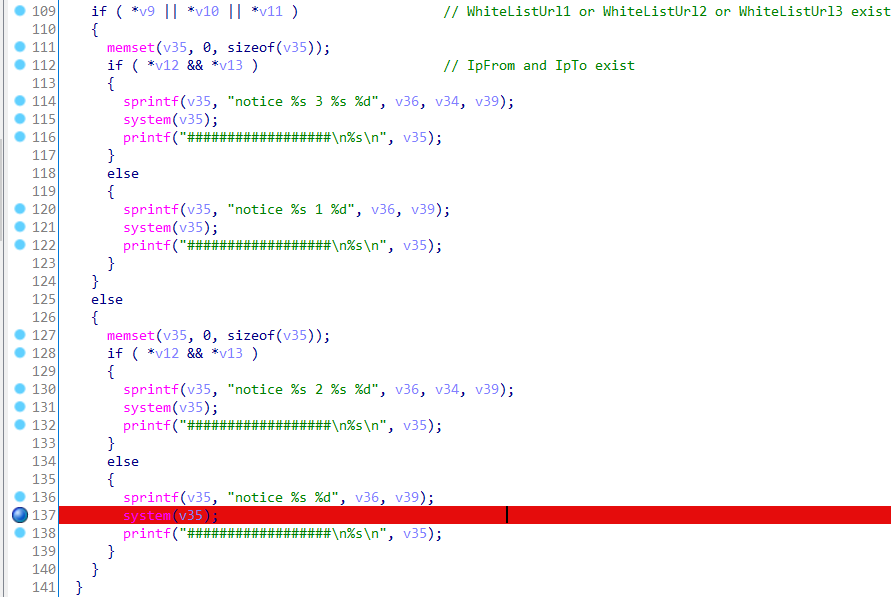 109 if ( *v9 || *v10 || *v11 ) // WhiteListUrl1 or WhiteListUrl2 or WhiteListUrl3 exist
110 {
111 memset(v35, 0, sizeof(v35));
112 if ( *v12 && *v13 ) // IpFrom and IpTo exist
113 {
114 sprintf(v35, "notice %s 3 %s %d", v36, v34, v39);
115 system(v35);
116 printf("##################\n%s\n", v35);
117 }
118 else
119 {
120 sprintf(v35, "notice %s 1 %d", v36, v39);
121 system(v35);
122 printf("##################\n%s\n", v35);
123 }
124 }
125 else
126 {
127 memset(v35, 0, sizeof(v35));
128 if ( *v12 && *v13 )
129 {
130 sprintf(v35, "notice %s 2 %s %d", v36, v34, v39);
131 system(v35);
132 printf("##################\n%s\n", v35);
133 }
134 else
135 {
136 sprintf(v35, "notice %s %d", v36, v39);
137 system(v35);
138 printf("##################\n%s\n", v35);
139 }
140 }
141 }